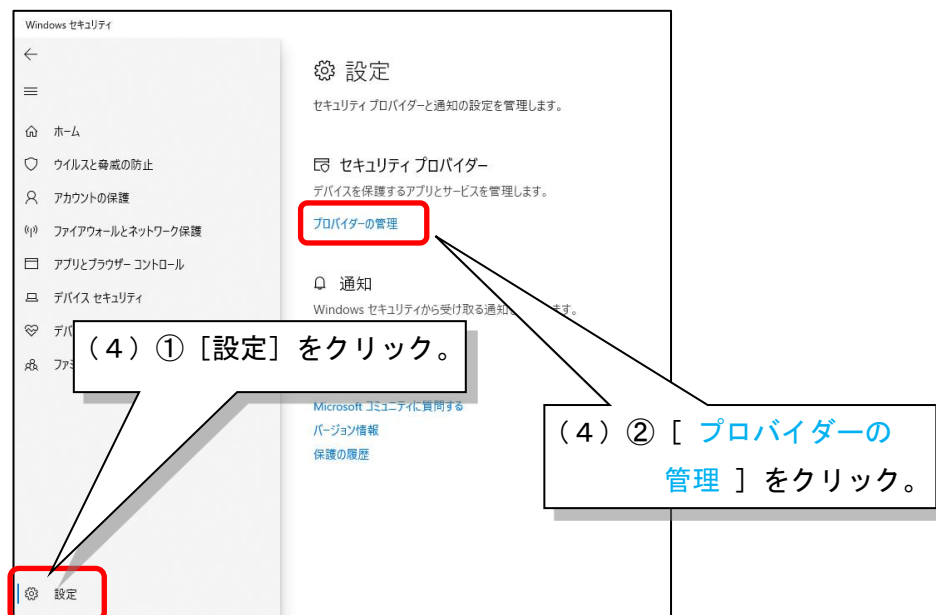 Windows セキュリティ
ホーム
ウイルスと脅威の防止
アカウントの保護
ファイアウォールとネットワーク保護
アプリとブラウザー コントロール
デバイス セキュリティ
設定
設定
セキュリティ プロバイダーと通知の設定を管理します。
セキュリティ プロバイダー
デバイスを保護するアプリとサービスを管理します。
プロバイダーの管理
通知
Windows セキュリティから受け取る通知
ます。
Microsoft コミュニティに質問する
バージョン情報
保護の履歴
(4) ① [設定] をクリック。
(4) ② [ プロバイダーの
管理 ] をクリック。